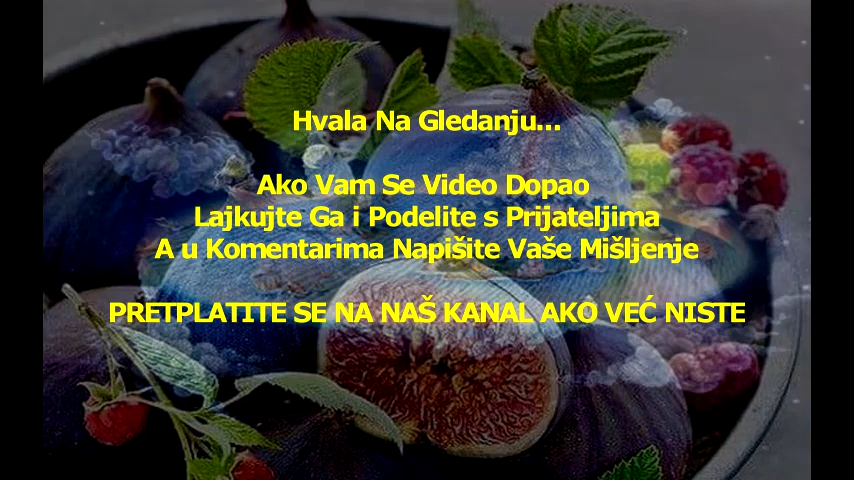 Hvala Na Gledanju...
Ako Vam Se Video Dopao
Lajkujte Ga i Podelite s Prijateljima
A u Komentarima Napišite Vaše Mišljenje
PRETPLATITE SE NA NAŠ KANAL AKO VEĆ NISTE